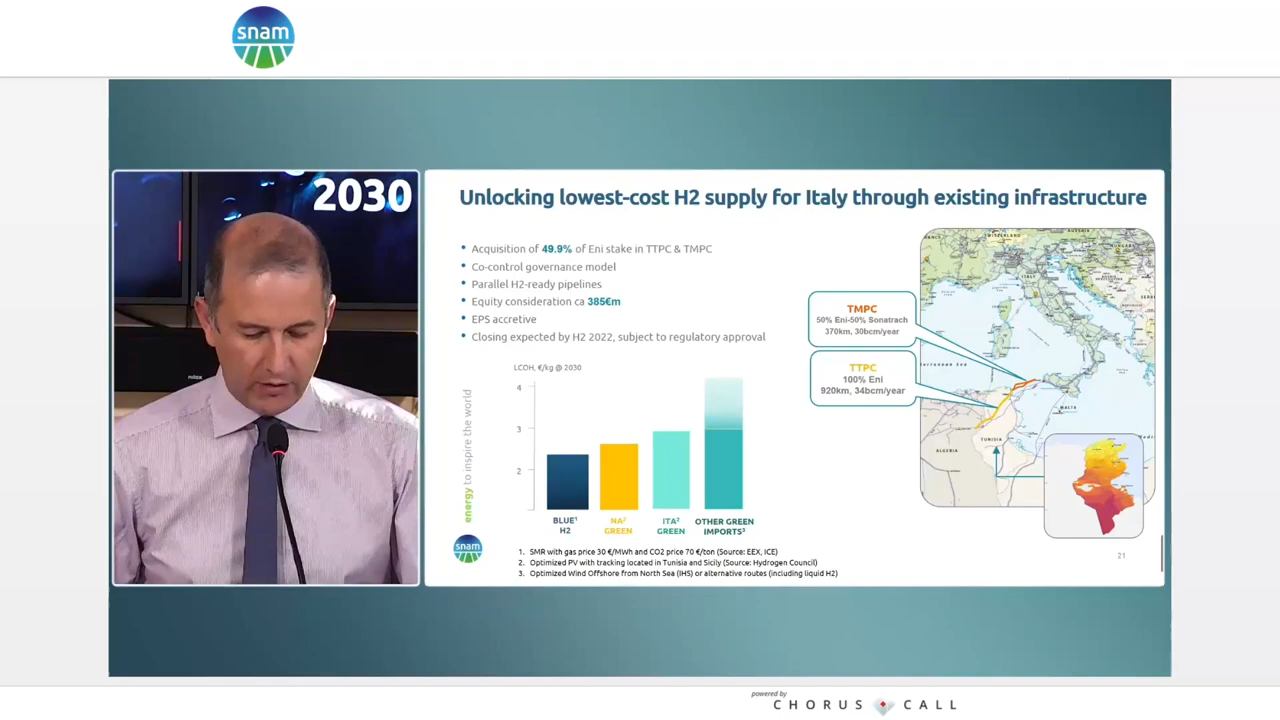 snam
2030
Unlocking lowest-cost H2 supply for Italy through existing infrastructure
• Acquisition of 49.9% of Eni stake in TTPC & TMPC
• Co-control governance model
• Parallel H2-ready pipelines
• Equity consideration ca 385€m
• EPS accretive
• Closing expected by H2 2022, subject to regulatory approval
LCOH, €/kg @ 2030
4
3
2
BLUE¹ H2
NA² GREEN
ITA² GREEN
OTHER GREEN IMPORTS³
energy to inspire the world
snam
1. SMR with gas price 30 €/MWh and CO2 price 70 €/ton (Source: EEX, ICE)
2. Optimized PV with tracking located in Tunisia and Sicily (Source: Hydrogen Council)
3. Optimized Wind Offshore from North Sea (IHS) or alternative routes (including liquid H2)
TMPC
50% Eni-50% Sonatrach
370km, 30bcm/year
TTPC
100% Eni
920km, 34bcm/year
SWITZERLAND
AUSTRIA
HUNGARY
ITALY
MALTA
TUNISIA
ALGERIA
21
powered by
CHORUS CALL